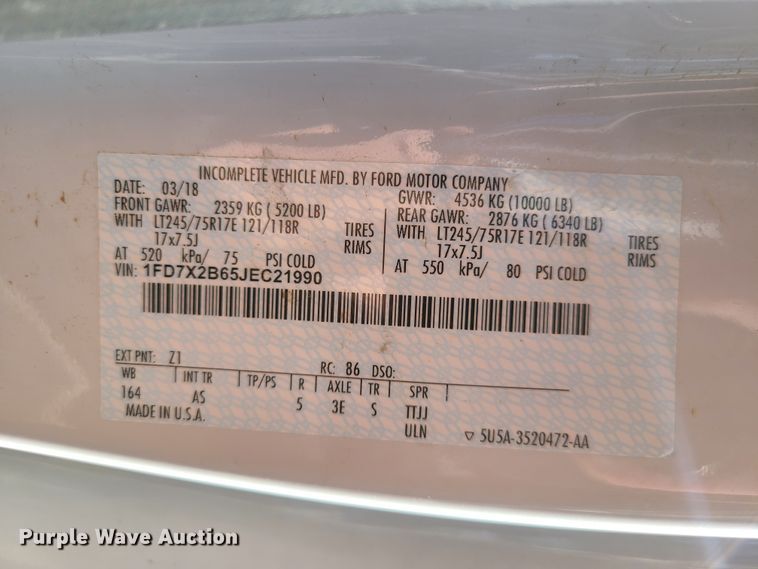 INCOMPLETE VEHICLE MFD. BY FORD MOTOR COMPANY
DATE: 03/18
GVWR: 4536 KG (10000 LB)
FRONT GAWR: 2359 KG ( 5200 LB)
REAR GAWR: 2876 KG ( 6340 LB)
WITH LT245/75R17E 121/118R TIRES
WITH LT245/75R17E 121/118R TIRES
17x7.5J RIMS
17x7.5J RIMS
AT 520 kPa/ 75 PSI COLD
AT 550 kPa/ 80 PSI COLD
VIN: 1FD7X2B65JEC21990
EXT PNT: Z1 RC: 86 DSO:
WB INT TR TP/PS R AXLE TR SPR
164 AS 5 3E S TTJJ
MADE IN U.S.A. ULN ▽ 5U5A-3520472-AA
Purple Wave Auction